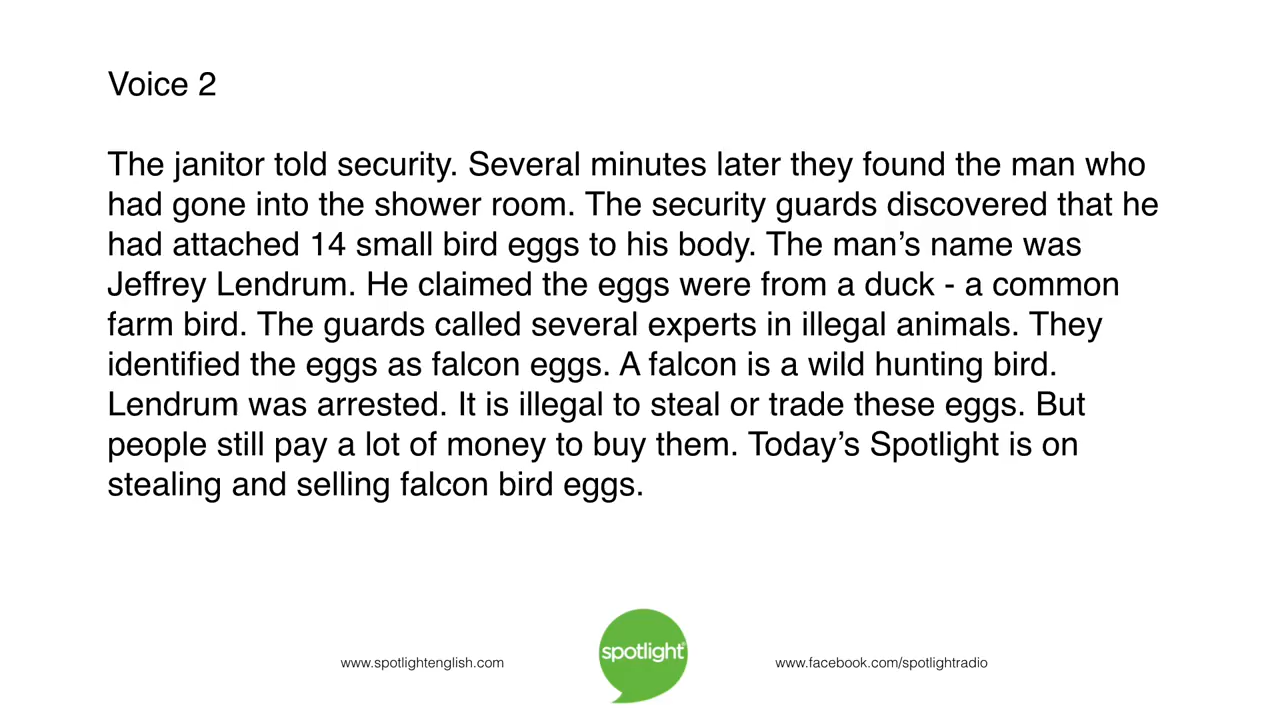 Voice 2
The janitor told security. Several minutes later they found the man who
had gone into the shower room. The security guards discovered that he
had attached 14 small bird eggs to his body. The man’s name was
Jeffrey Lendrum. He claimed the eggs were from a duck - a common
farm bird. The guards called several experts in illegal animals. They
identified the eggs as falcon eggs. A falcon is a wild hunting bird.
Lendrum was arrested. It is illegal to steal or trade these eggs. But
people still pay a lot of money to buy them. Today’s Spotlight is on
stealing and selling falcon bird eggs.
www.spotlightenglish.com
spotlight®
www.facebook.com/spotlightradio